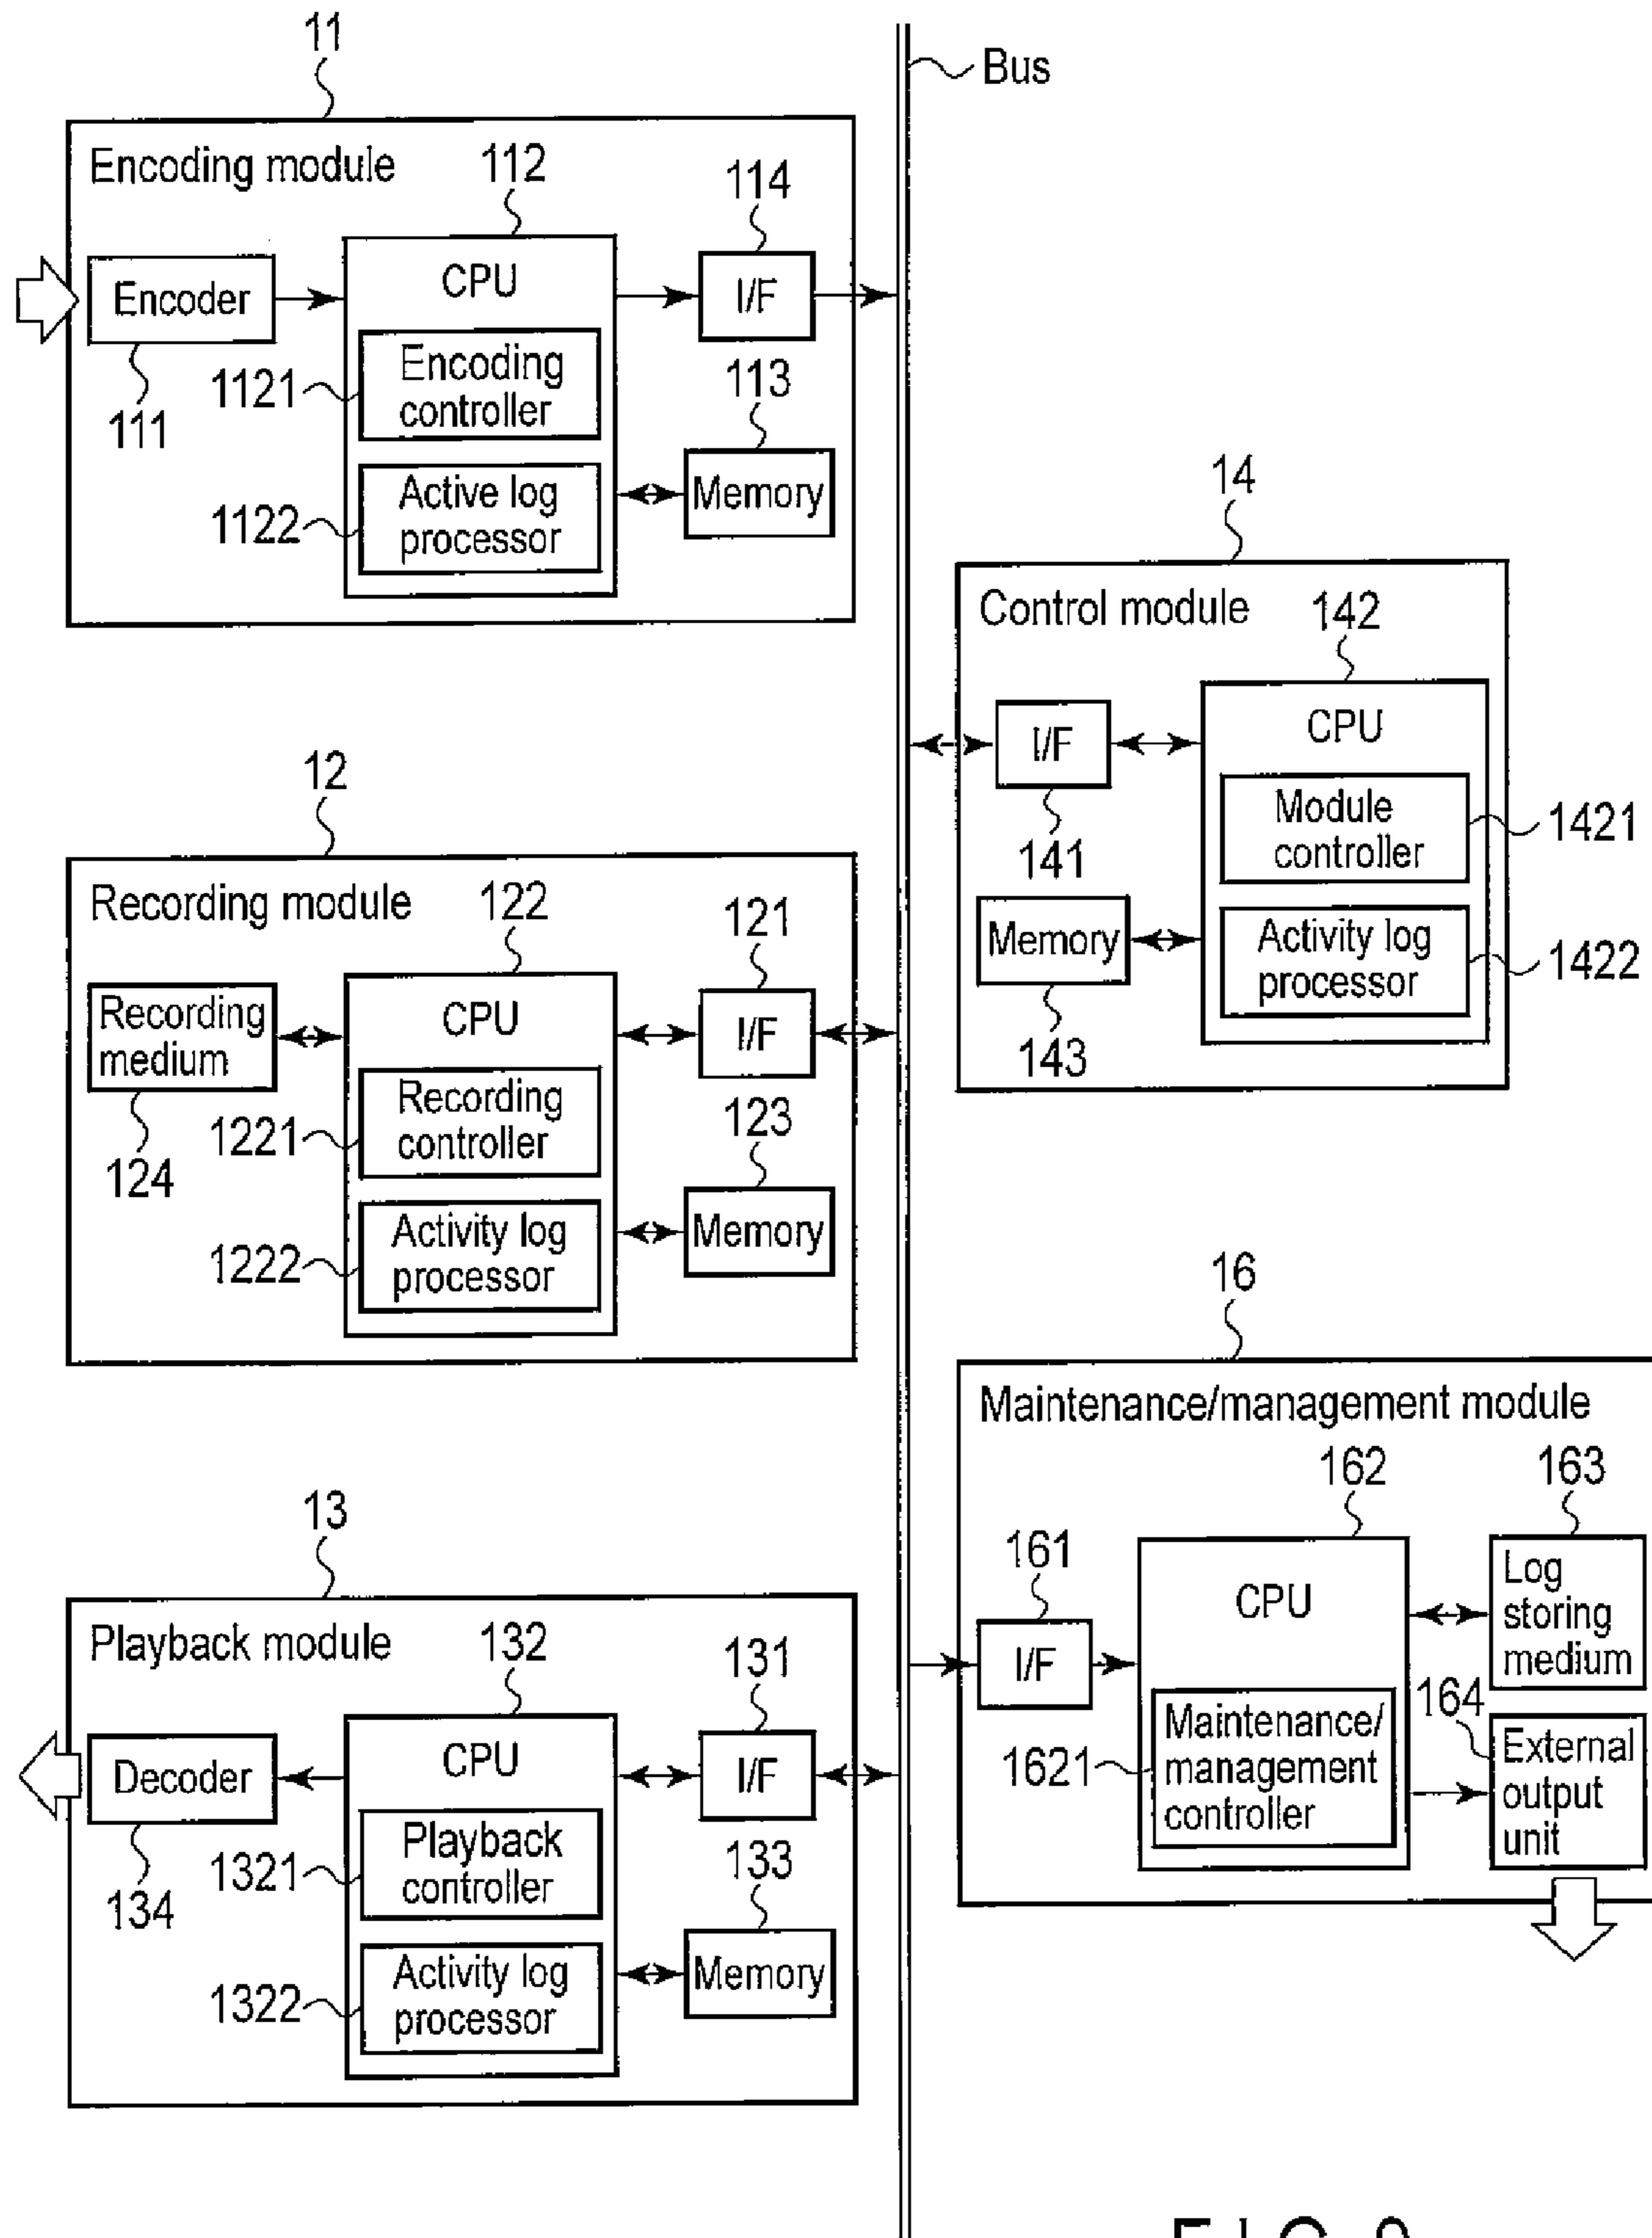 11
Bus
Encoding module
112
114
Encoder
CPU
I/F
111
1121
Encoding
controller
113
1122
Active log
processor
Memory
14
Control module
142
I/F
CPU
141
Module
controller
1421
Memory
143
Activity log
processor
1422
12
Recording module
122
121
Recording
medium
CPU
I/F
124
1221
Recording
controller
123
1222
Activity log
processor
Memory
16
Maintenance/management module
162
163
161
I/F
CPU
Log
storing
medium
164
1621
Maintenance/
management
controller
External
output
unit
13
Playback module
132
131
Decoder
CPU
I/F
134
1321
Playback
controller
133
1322
Activity log
processor
Memory